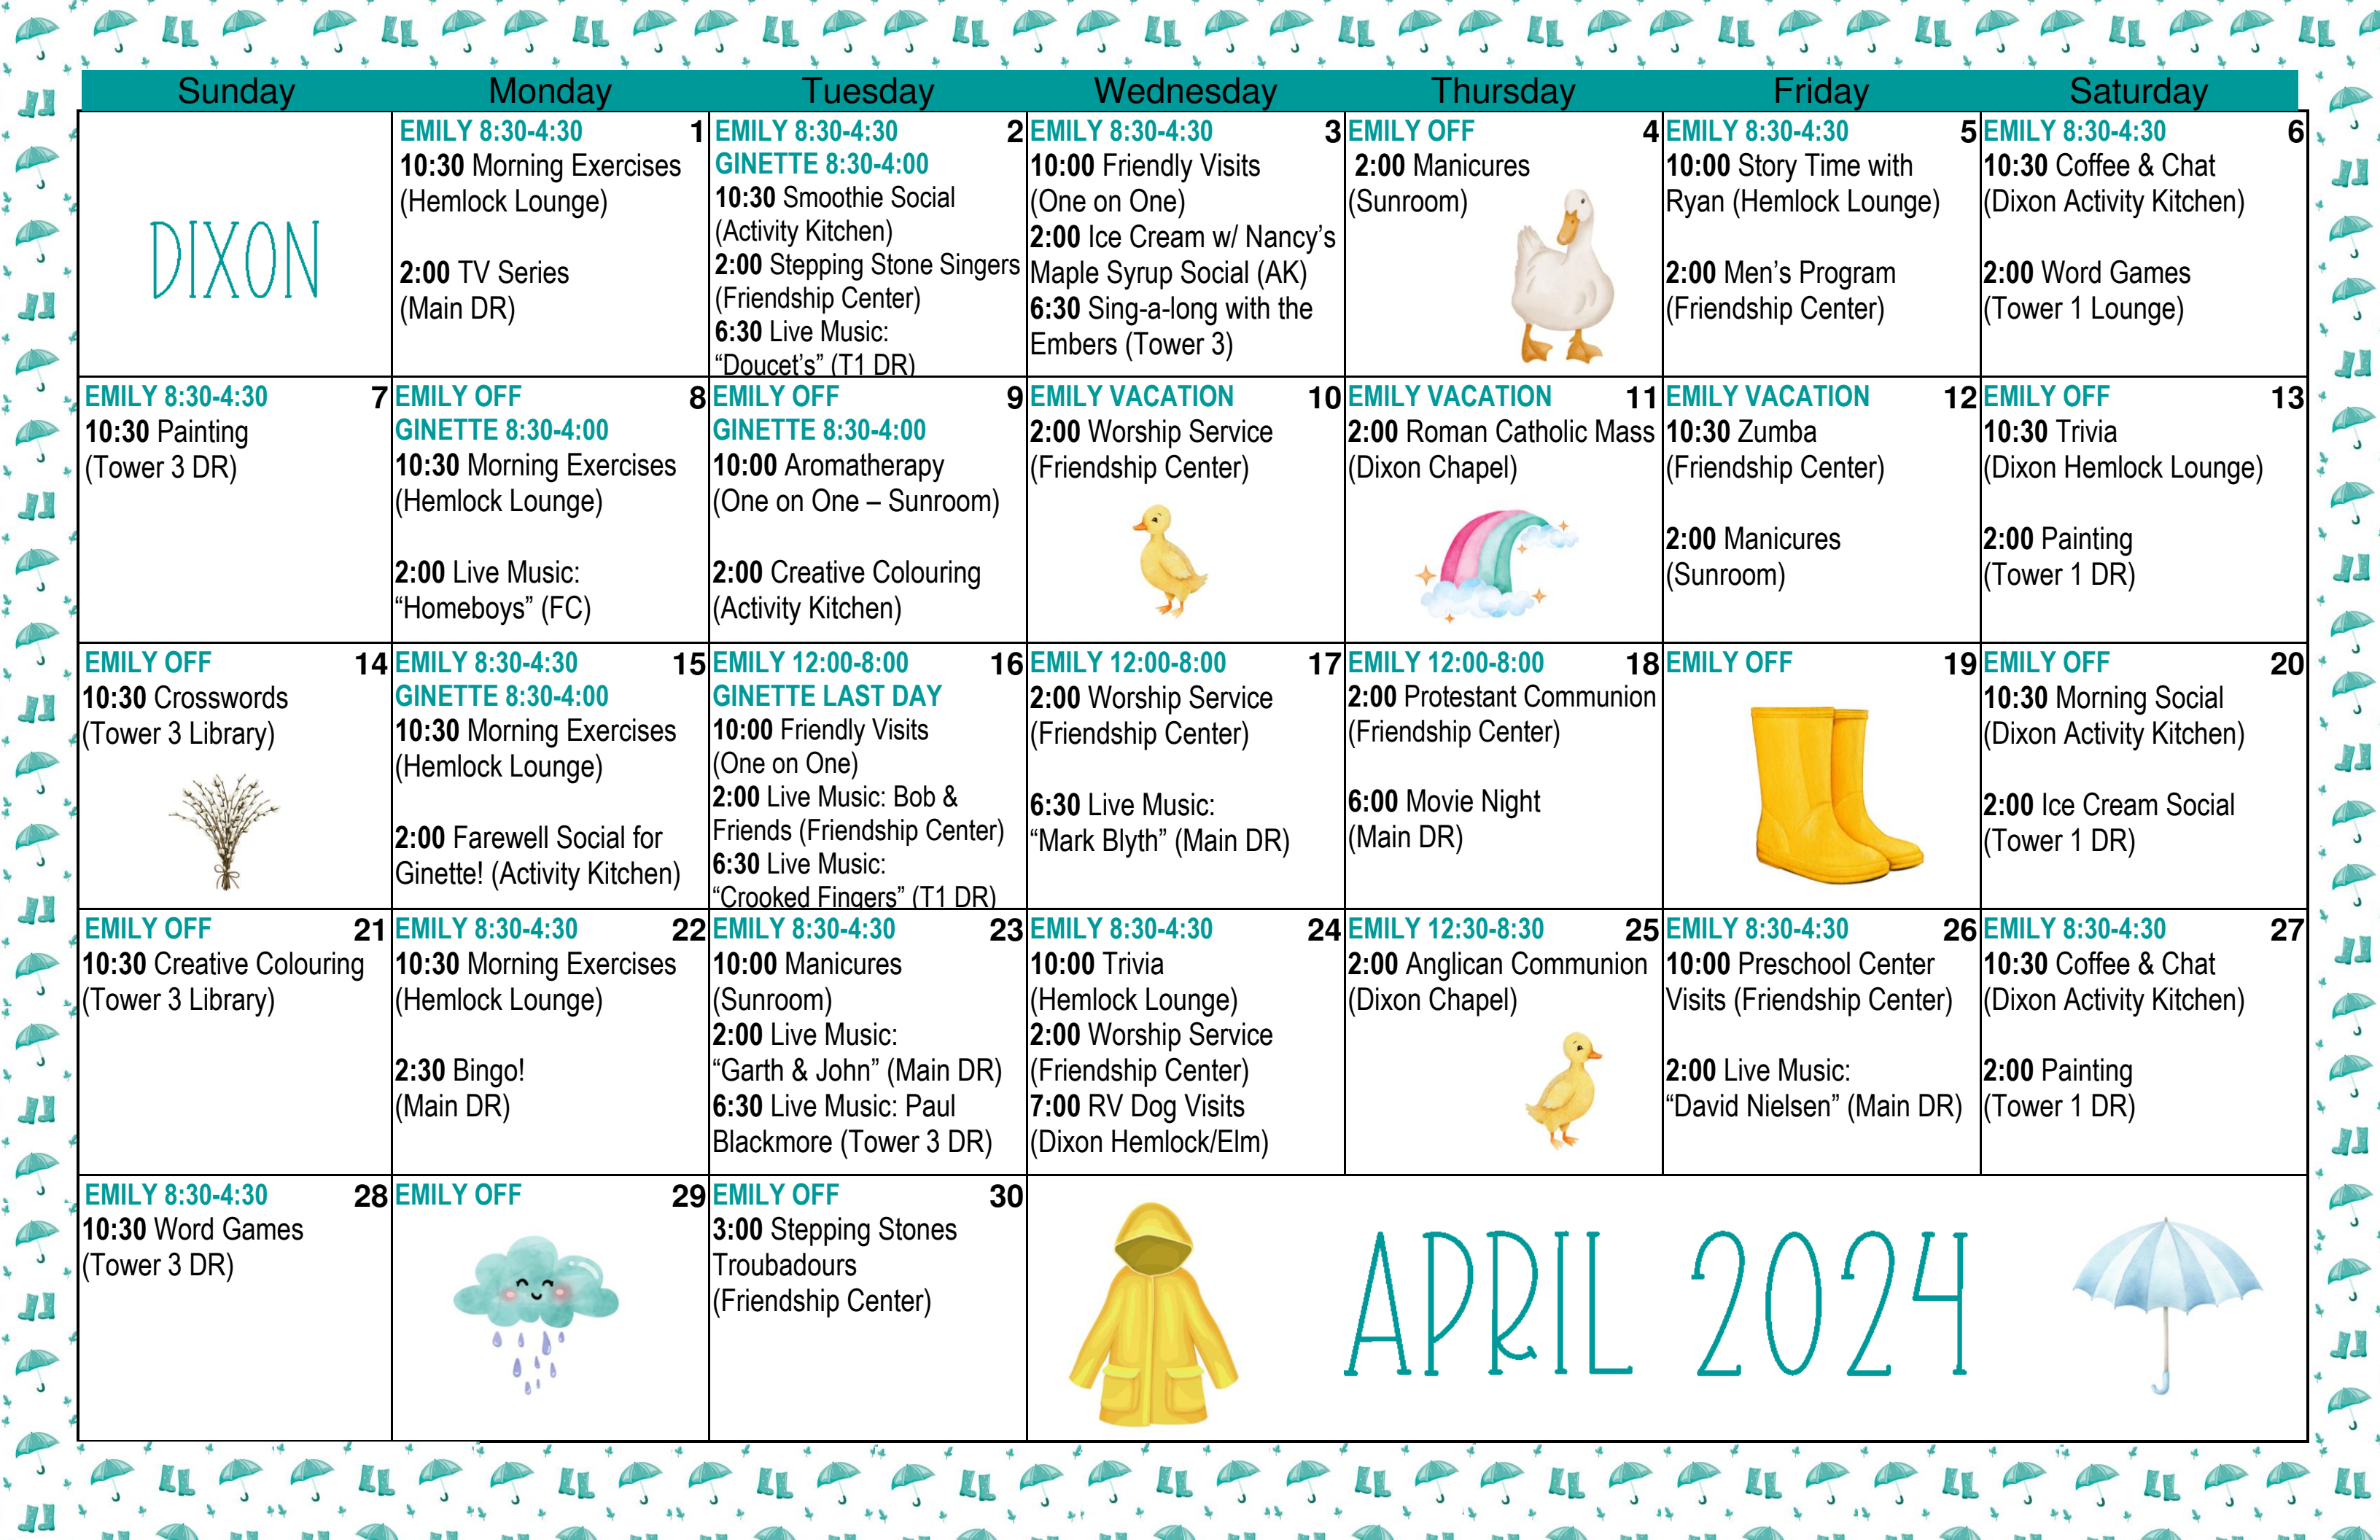 Sunday Monday Tuesday Wednesday Thursday Friday Saturday
DIXON
EMILY 8:30-4:30 1
10:30 Morning Exercises
(Hemlock Lounge)
2:00 TV Series
(Main DR)
EMILY 8:30-4:30 2
GINETTE 8:30-4:00
10:30 Smoothie Social
(Activity Kitchen)
2:00 Stepping Stone Singers
(Friendship Center)
6:30 Live Music:
“Doucet’s” (T1 DR)
EMILY 8:30-4:30 3
10:00 Friendly Visits
(One on One)
2:00 Ice Cream w/ Nancy’s
Maple Syrup Social (AK)
6:30 Sing-a-long with the
Embers (Tower 3)
EMILY OFF 4
2:00 Manicures
(Sunroom)
EMILY 8:30-4:30 5
10:00 Story Time with
Ryan (Hemlock Lounge)
2:00 Men’s Program
(Friendship Center)
EMILY 8:30-4:30 6
10:30 Coffee & Chat
(Dixon Activity Kitchen)
2:00 Word Games
(Tower 1 Lounge)
EMILY 8:30-4:30 7
10:30 Painting
(Tower 3 DR)
EMILY OFF 8
GINETTE 8:30-4:00
10:30 Morning Exercises
(Hemlock Lounge)
2:00 Live Music:
“Homeboys” (FC)
EMILY OFF 9
GINETTE 8:30-4:00
10:00 Aromatherapy
(One on One – Sunroom)
2:00 Creative Colouring
(Activity Kitchen)
EMILY VACATION 10
2:00 Worship Service
(Friendship Center)
EMILY VACATION 11
2:00 Roman Catholic Mass
(Dixon Chapel)
EMILY VACATION 12
10:30 Zumba
(Friendship Center)
2:00 Manicures
(Sunroom)
EMILY OFF 13
10:30 Trivia
(Dixon Hemlock Lounge)
2:00 Painting
(Tower 1 DR)
EMILY OFF 14
10:30 Crosswords
(Tower 3 Library)
EMILY 8:30-4:30 15
GINETTE 8:30-4:00
10:30 Morning Exercises
(Hemlock Lounge)
2:00 Farewell Social for
Ginette! (Activity Kitchen)
EMILY 12:00-8:00 16
GINETTE LAST DAY
10:00 Friendly Visits
(One on One)
2:00 Live Music: Bob &
Friends (Friendship Center)
6:30 Live Music:
“Crooked Fingers” (T1 DR)
EMILY 12:00-8:00 17
2:00 Worship Service
(Friendship Center)
6:30 Live Music:
“Mark Blyth” (Main DR)
EMILY 12:00-8:00 18
2:00 Protestant Communion
(Friendship Center)
6:00 Movie Night
(Main DR)
EMILY OFF 19
EMILY OFF 20
10:30 Morning Social
(Dixon Activity Kitchen)
2:00 Ice Cream Social
(Tower 1 DR)
EMILY OFF 21
10:30 Creative Colouring
(Tower 3 Library)
EMILY 8:30-4:30 22
10:30 Morning Exercises
(Hemlock Lounge)
2:30 Bingo!
(Main DR)
EMILY 8:30-4:30 23
10:00 Manicures
(Sunroom)
2:00 Live Music:
“Garth & John” (Main DR)
6:30 Live Music: Paul
Blackmore (Tower 3 DR)
EMILY 8:30-4:30 24
10:00 Trivia
(Hemlock Lounge)
2:00 Worship Service
(Friendship Center)
7:00 RV Dog Visits
(Dixon Hemlock/Elm)
EMILY 12:30-8:30 25
2:00 Anglican Communion
(Dixon Chapel)
EMILY 8:30-4:30 26
10:00 Preschool Center
Visits (Friendship Center)
2:00 Live Music:
“David Nielsen” (Main DR)
EMILY 8:30-4:30 27
10:30 Coffee & Chat
(Dixon Activity Kitchen)
2:00 Painting
(Tower 1 DR)
EMILY 8:30-4:30 28
10:30 Word Games
(Tower 3 DR)
EMILY OFF 29
EMILY OFF 30
3:00 Stepping Stones
Troubadours
(Friendship Center)
APRIL 2024